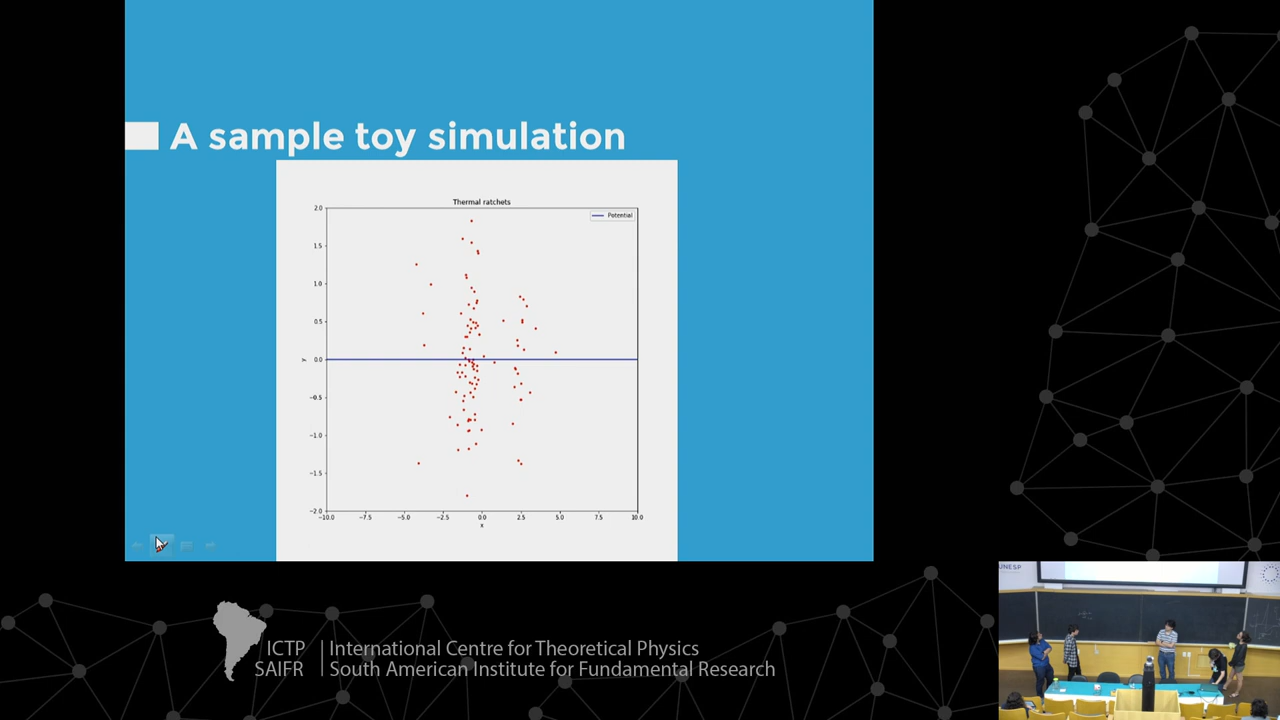 A sample toy simulation
Thermal ratchets
Potential
2.0
1.5
1.0
0.5
0.0
−0.5
−1.0
−1.5
−2.0
y
−10.0 −7.5 −5.0 −2.5 0.0 2.5 5.0 7.5 10.0
x
UNESP
ICTP International Centre for Theoretical Physics
SAIFR South American Institute for Fundamental Research